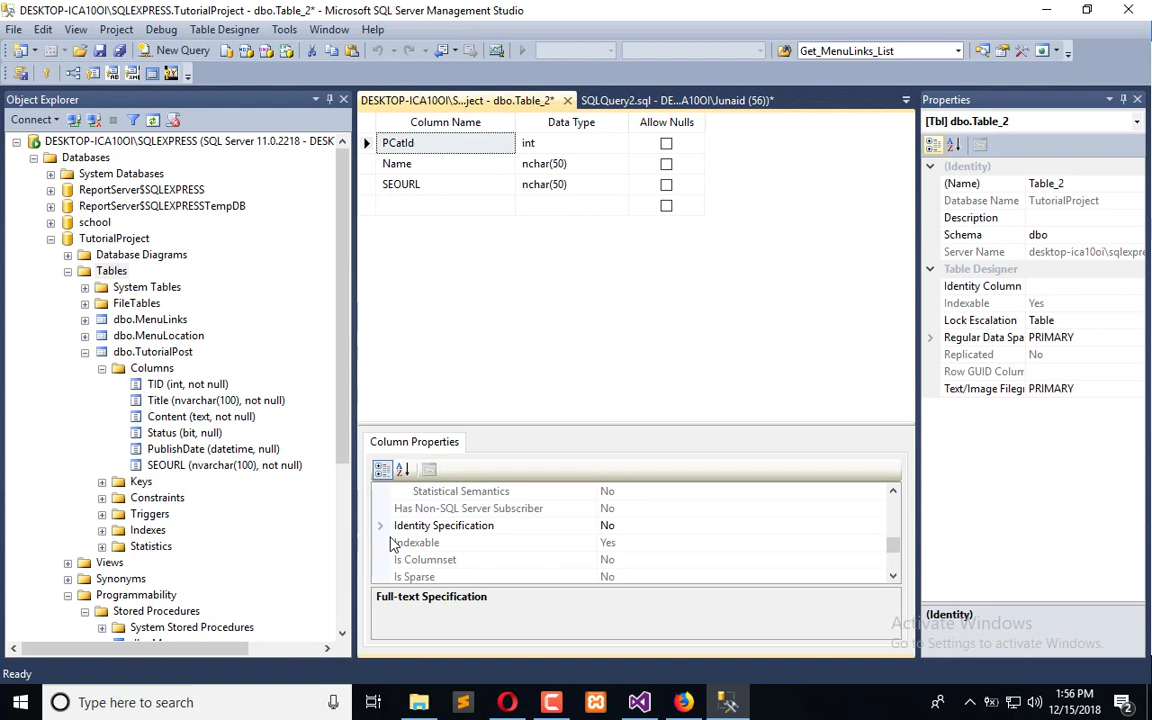 DESKTOP-ICA10OI\SQLEXPRESS.TutorialProject - dbo.Table_2* - Microsoft SQL Server Management Studio
File Edit View Project Debug Table Designer Tools Window Help
New Query Get_MenuLinks_List
Object Explorer
Connect
DESKTOP-ICA10OI\SQLEXPRESS (SQL Server 11.0.2218 - DESK
Databases
System Databases
ReportServer$SQLEXPRESS
ReportServer$SQLEXPRESSTempDB
school
TutorialProject
Database Diagrams
Tables
System Tables
FileTables
dbo.MenuLinks
dbo.MenuLocation
dbo.TutorialPost
Columns
TID (int, not null)
Title (nvarchar(100), not null)
Content (text, not null)
Status (bit, null)
PublishDate (datetime, null)
SEOURL (nvarchar(100), not null)
Keys
Constraints
Triggers
Indexes
Statistics
Views
Synonyms
Programmability
Stored Procedures
System Stored Procedures
DESKTOP-ICA10OI\S...ject - dbo.Table_2* SQLQuery2.sql - DE...A10OI\Junaid (56))*
Column Name Data Type Allow Nulls
PCatId int
Name nchar(50)
SEOURL nchar(50)
Column Properties
Statistical Semantics No
Has Non-SQL Server Subscriber No
Identity Specification No
Indexable Yes
Is Columnset No
Is Sparse No
Full-text Specification
Properties
[Tbl] dbo.Table_2
(Identity)
(Name) Table_2
Database Name TutorialProject
Description
Schema dbo
Server Name desktop-ica10oi\sqlexpre
Table Designer
Identity Column
Indexable Yes
Lock Escalation Table
Regular Data Spa PRIMARY
Replicated No
Row GUID Colum
Text/Image Fileg PRIMARY
(Identity)
Activate Windows
Go to Settings to activate Windows.
Ready
Type here to search
1:56 PM
12/15/2018
2